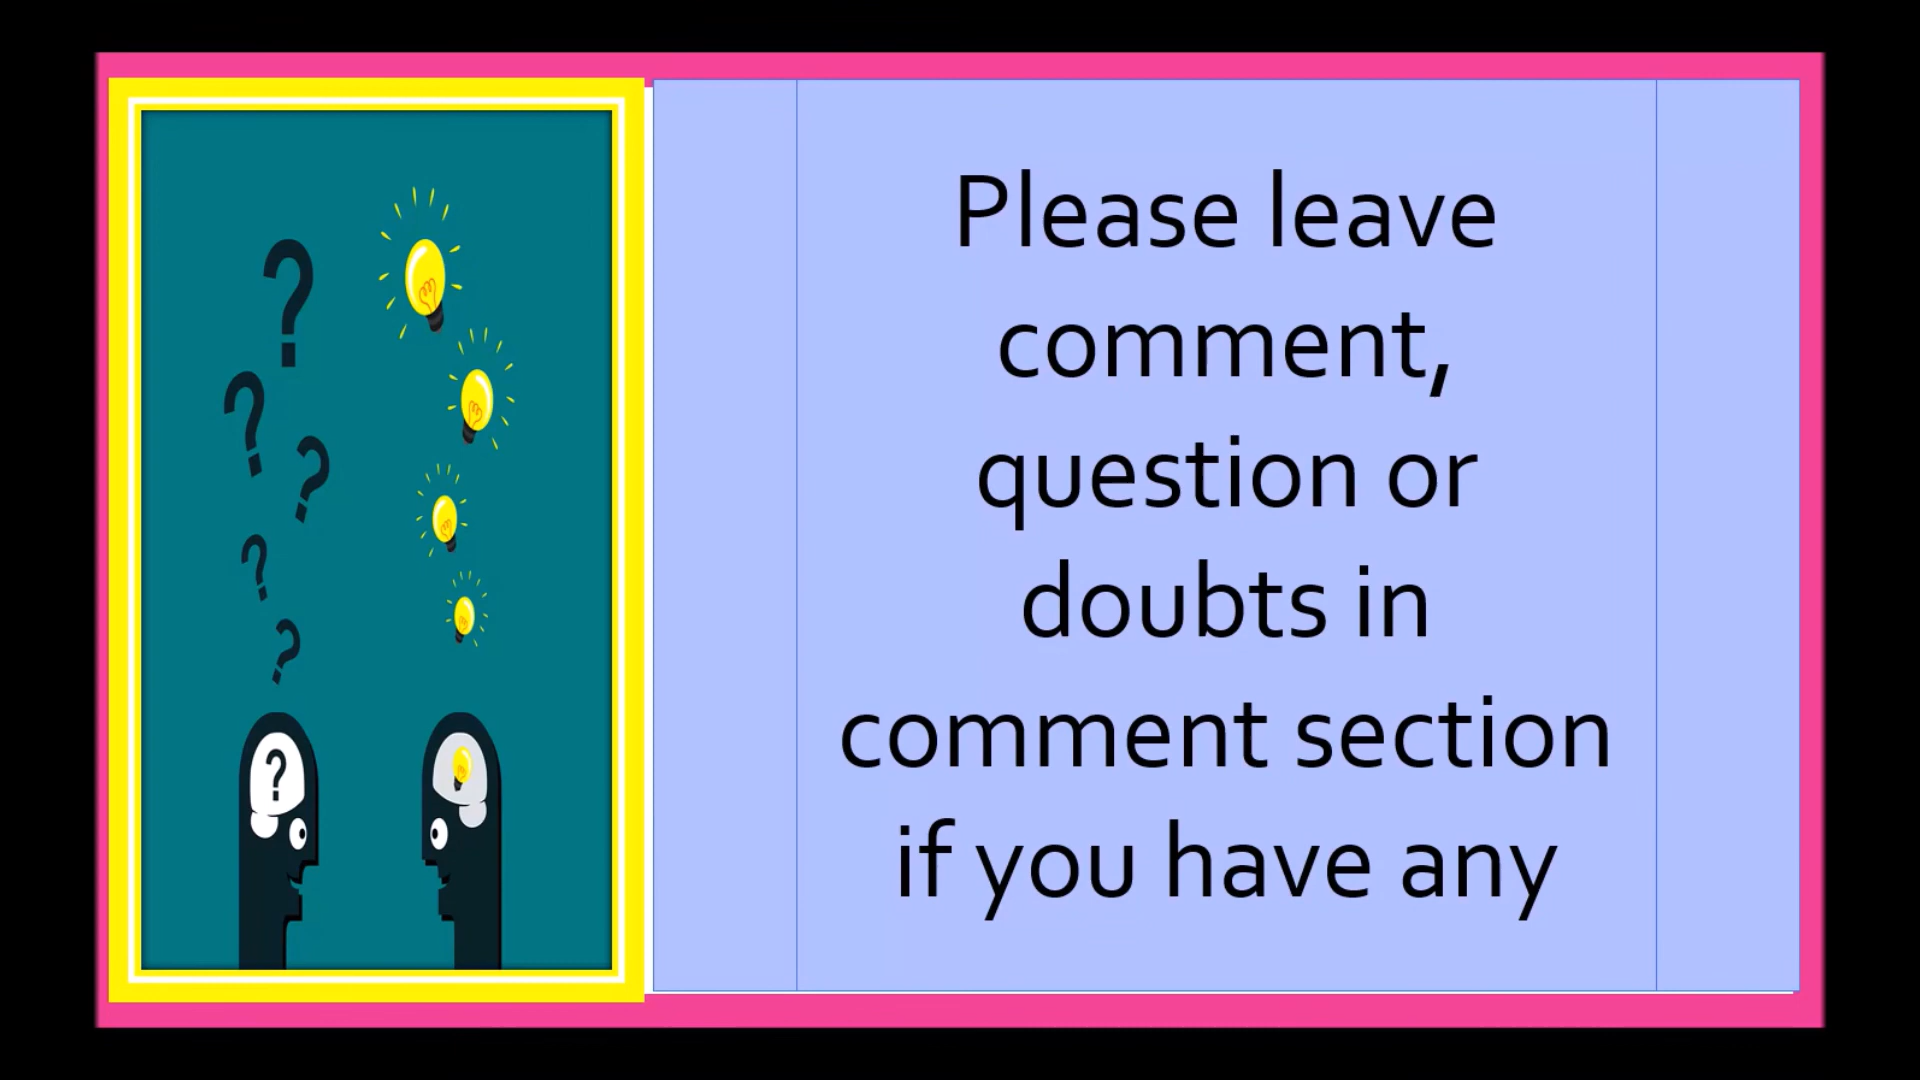 Please leave
comment,
question or
doubts in
comment section
if you have any